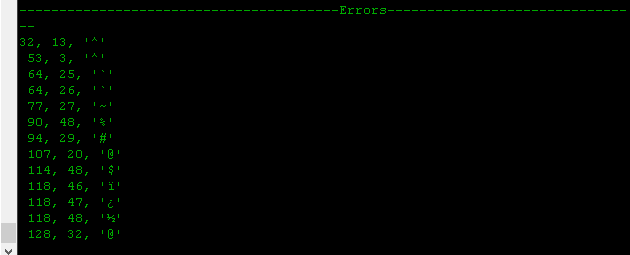 ----------------------------------------Errors------------------------------
--
32, 13, '^'
53, 3, '^'
64, 25, '`'
64, 26, '`'
77, 27, '~'
90, 48, '%'
94, 29, '#'
107, 20, '@'
114, 48, '$'
118, 46, 'ï'
118, 47, '¿'
118, 48, '½'
128, 32, '@'